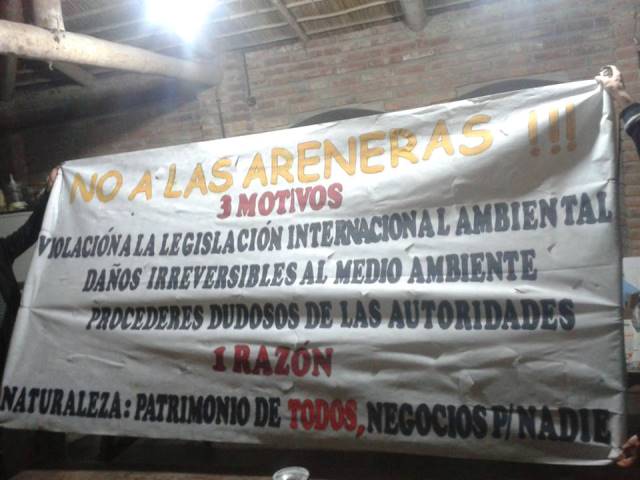 NO A LAS ARENERAS !!!
3 MOTIVOS
VIOLACIÓN A LA LEGISLACIÓN INTERNACIONAL AMBIENTAL
DAÑOS IRREVERSIBLES AL MEDIO AMBIENTE
PROCEDERES DUDOSOS DE LAS AUTORIDADES
1 RAZÓN
NATURALEZA: PATRIMONIO DE TODOS, NEGOCIOS P/NADIE